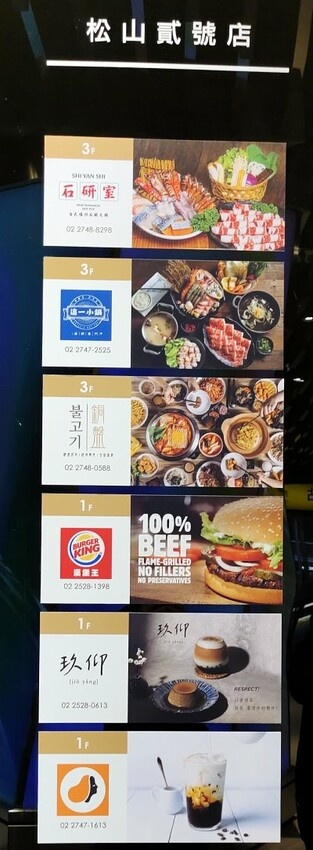 松山貳號店
3F
SHI YAN SHI
石研室
02 2748-8298
3F
這一小鍋
02 2747-2525
3F
불고기
銅盤
02 2748-0588
1F
BURGER
KING
漢堡王
02 2528-1398
100%
BEEF
FLAME-GRILLED
NO FILLERS
NO PRESERVATIVES
1F
玖仰
(jiǔ yǎng)
02 2528-0613
玖仰
(jiǔ yǎng)
RESPECT!
1F
02 2747-1613